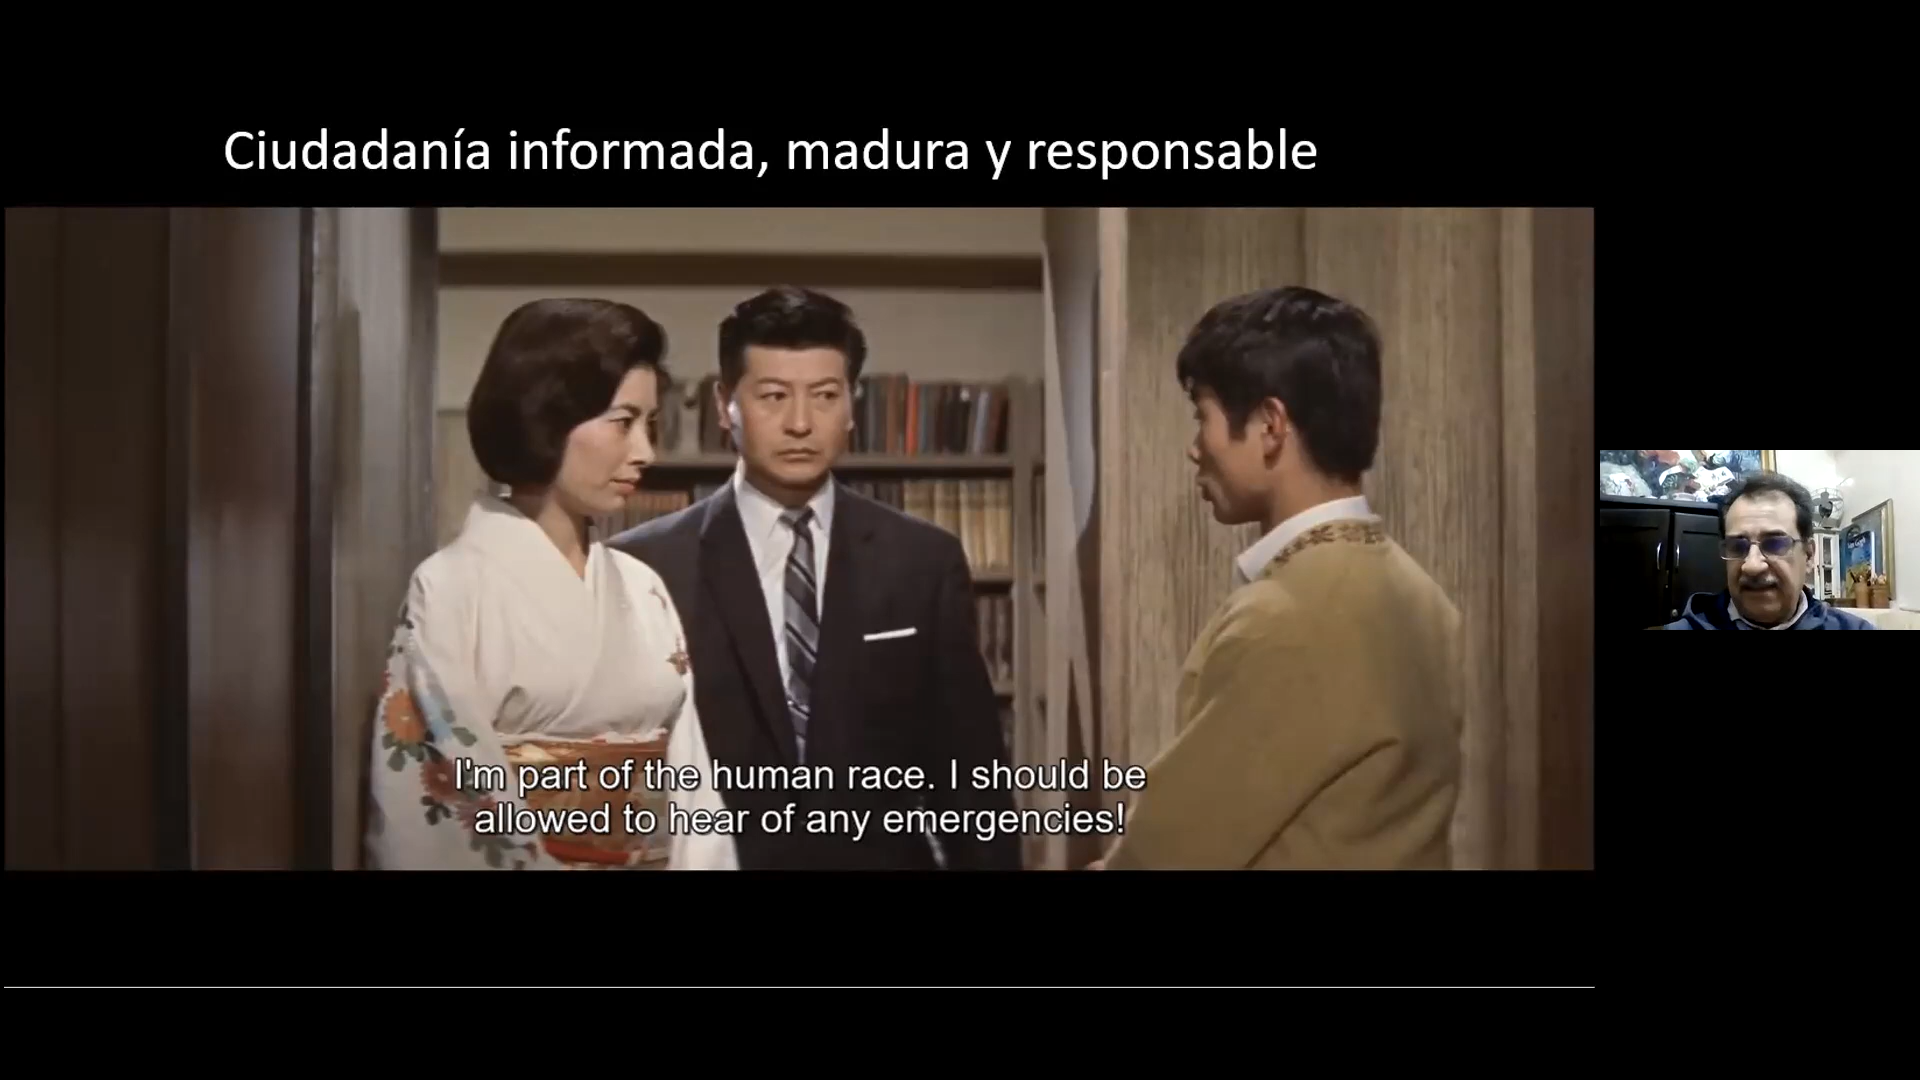 Ciudadanía informada, madura y responsable
I'm part of the human race. I should be
allowed to hear of any emergencies!